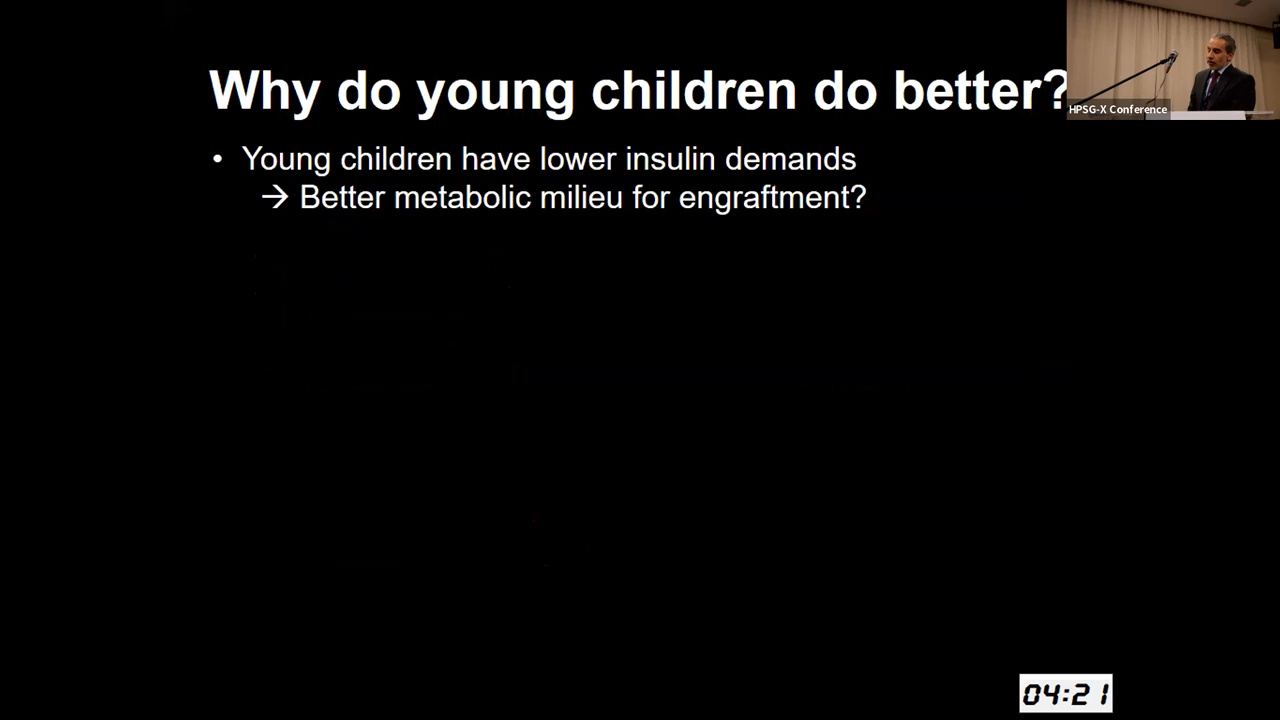 Why do young children do better?
HPSG-X Conference
• Young children have lower insulin demands
→ Better metabolic milieu for engraftment?
04:21